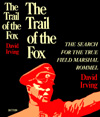 The Trail of the Fox
David Irving
The Trail
of the
Fox
THE SEARCH
FOR THE TRUE
FIELD MARSHAL
ROMMEL
David
Irving